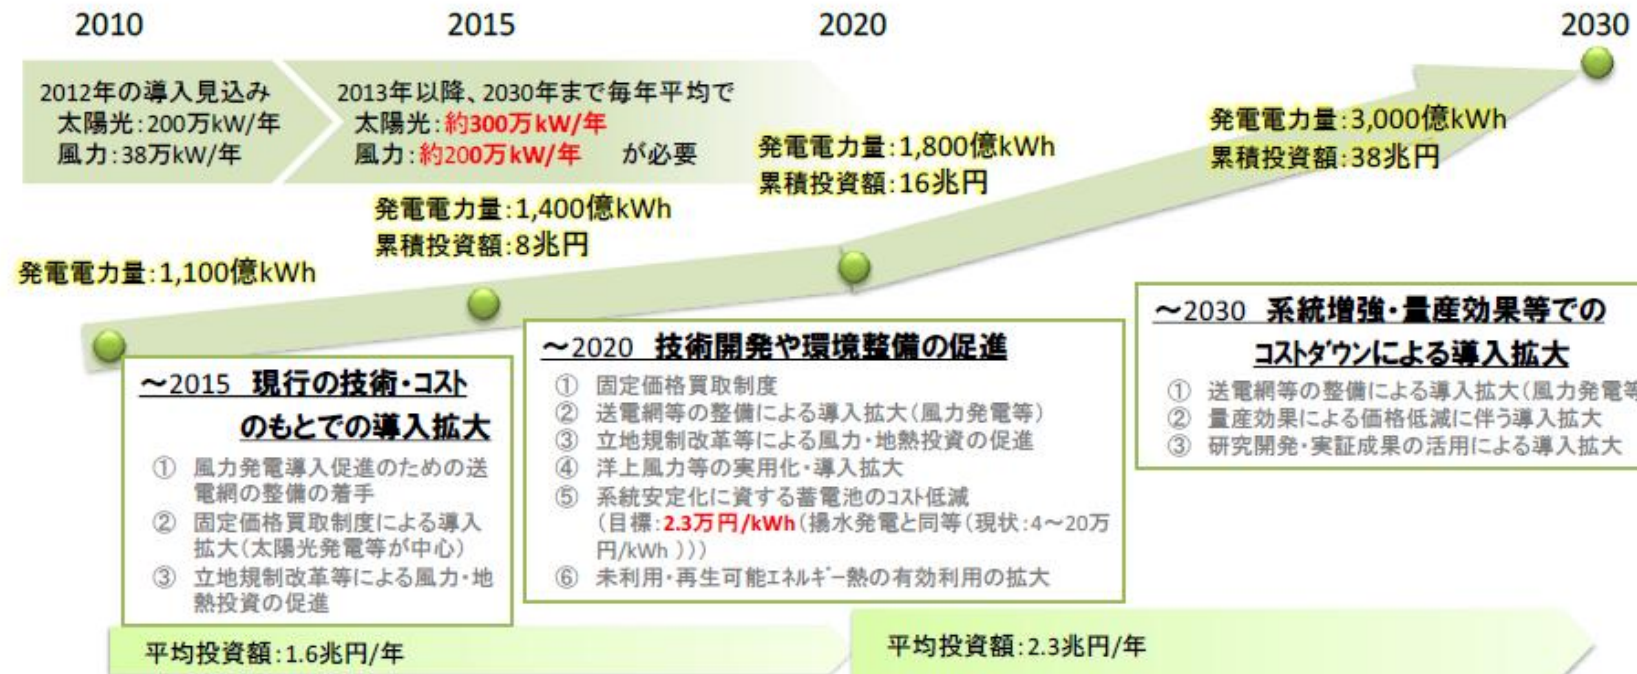 2010
2015
2020
2030
2012年の導入見込み
太陽光：200万kW/年
風力：38万kW/年
2013年以降、2030年まで毎年平均で
太陽光：約300万kW/年
風力：約200万kW/年　が必要
発電電力量：1,100億kWh
発電電力量：1,400億kWh
累積投資額：8兆円
発電電力量：1,800億kWh
累積投資額：16兆円
発電電力量：3,000億kWh
累積投資額：38兆円
～2015 現行の技術・コスト
のもとでの導入拡大
① 風力発電導入促進のための送
電網の整備の着手
② 固定価格買取制度による導入
拡大（太陽光発電等が中心）
③ 立地規制改革等による風力・地
熱投資の促進
～2020 技術開発や環境整備の促進
① 固定価格買取制度
② 送電網等の整備による導入拡大（風力発電等）
③ 立地規制改革等による風力・地熱投資の促進
④ 洋上風力等の実用化・導入拡大
⑤ 系統安定化に資する蓄電池のコスト低減
（目標：2.3万円/kWh（揚水発電と同等（現状：4～20万
円/kWh ）））
⑥ 未利用・再生可能エネルギー熱の有効利用の拡大
～2030 系統増強・量産効果等での
コストダウンによる導入拡大
① 送電網等の整備による導入拡大（風力発電等
② 量産効果による価格低減に伴う導入拡大
③ 研究開発・実証成果の活用による導入拡大
平均投資額：1.6兆円/年
平均投資額：2.3兆円/年